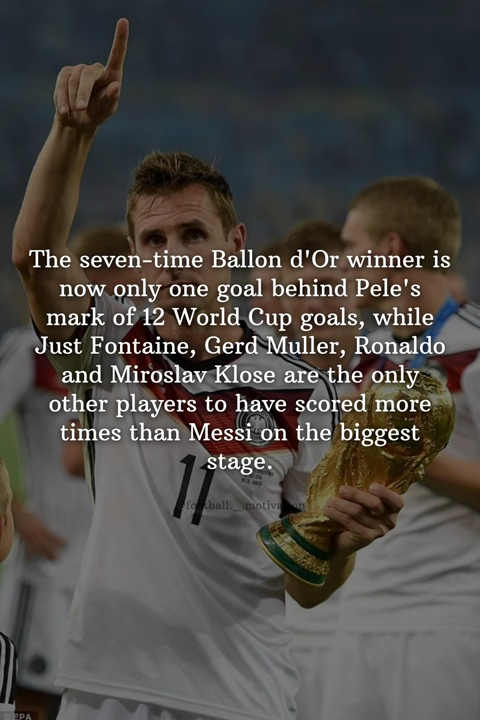 The seven-time Ballon d'Or winner is
now only one goal behind Pele's
mark of 12 World Cup goals, while
Just Fontaine, Gerd Muller, Ronaldo
and Miroslav Klose are the only
other players to have scored more
times than Messi on the biggest
stage.
11
EPA